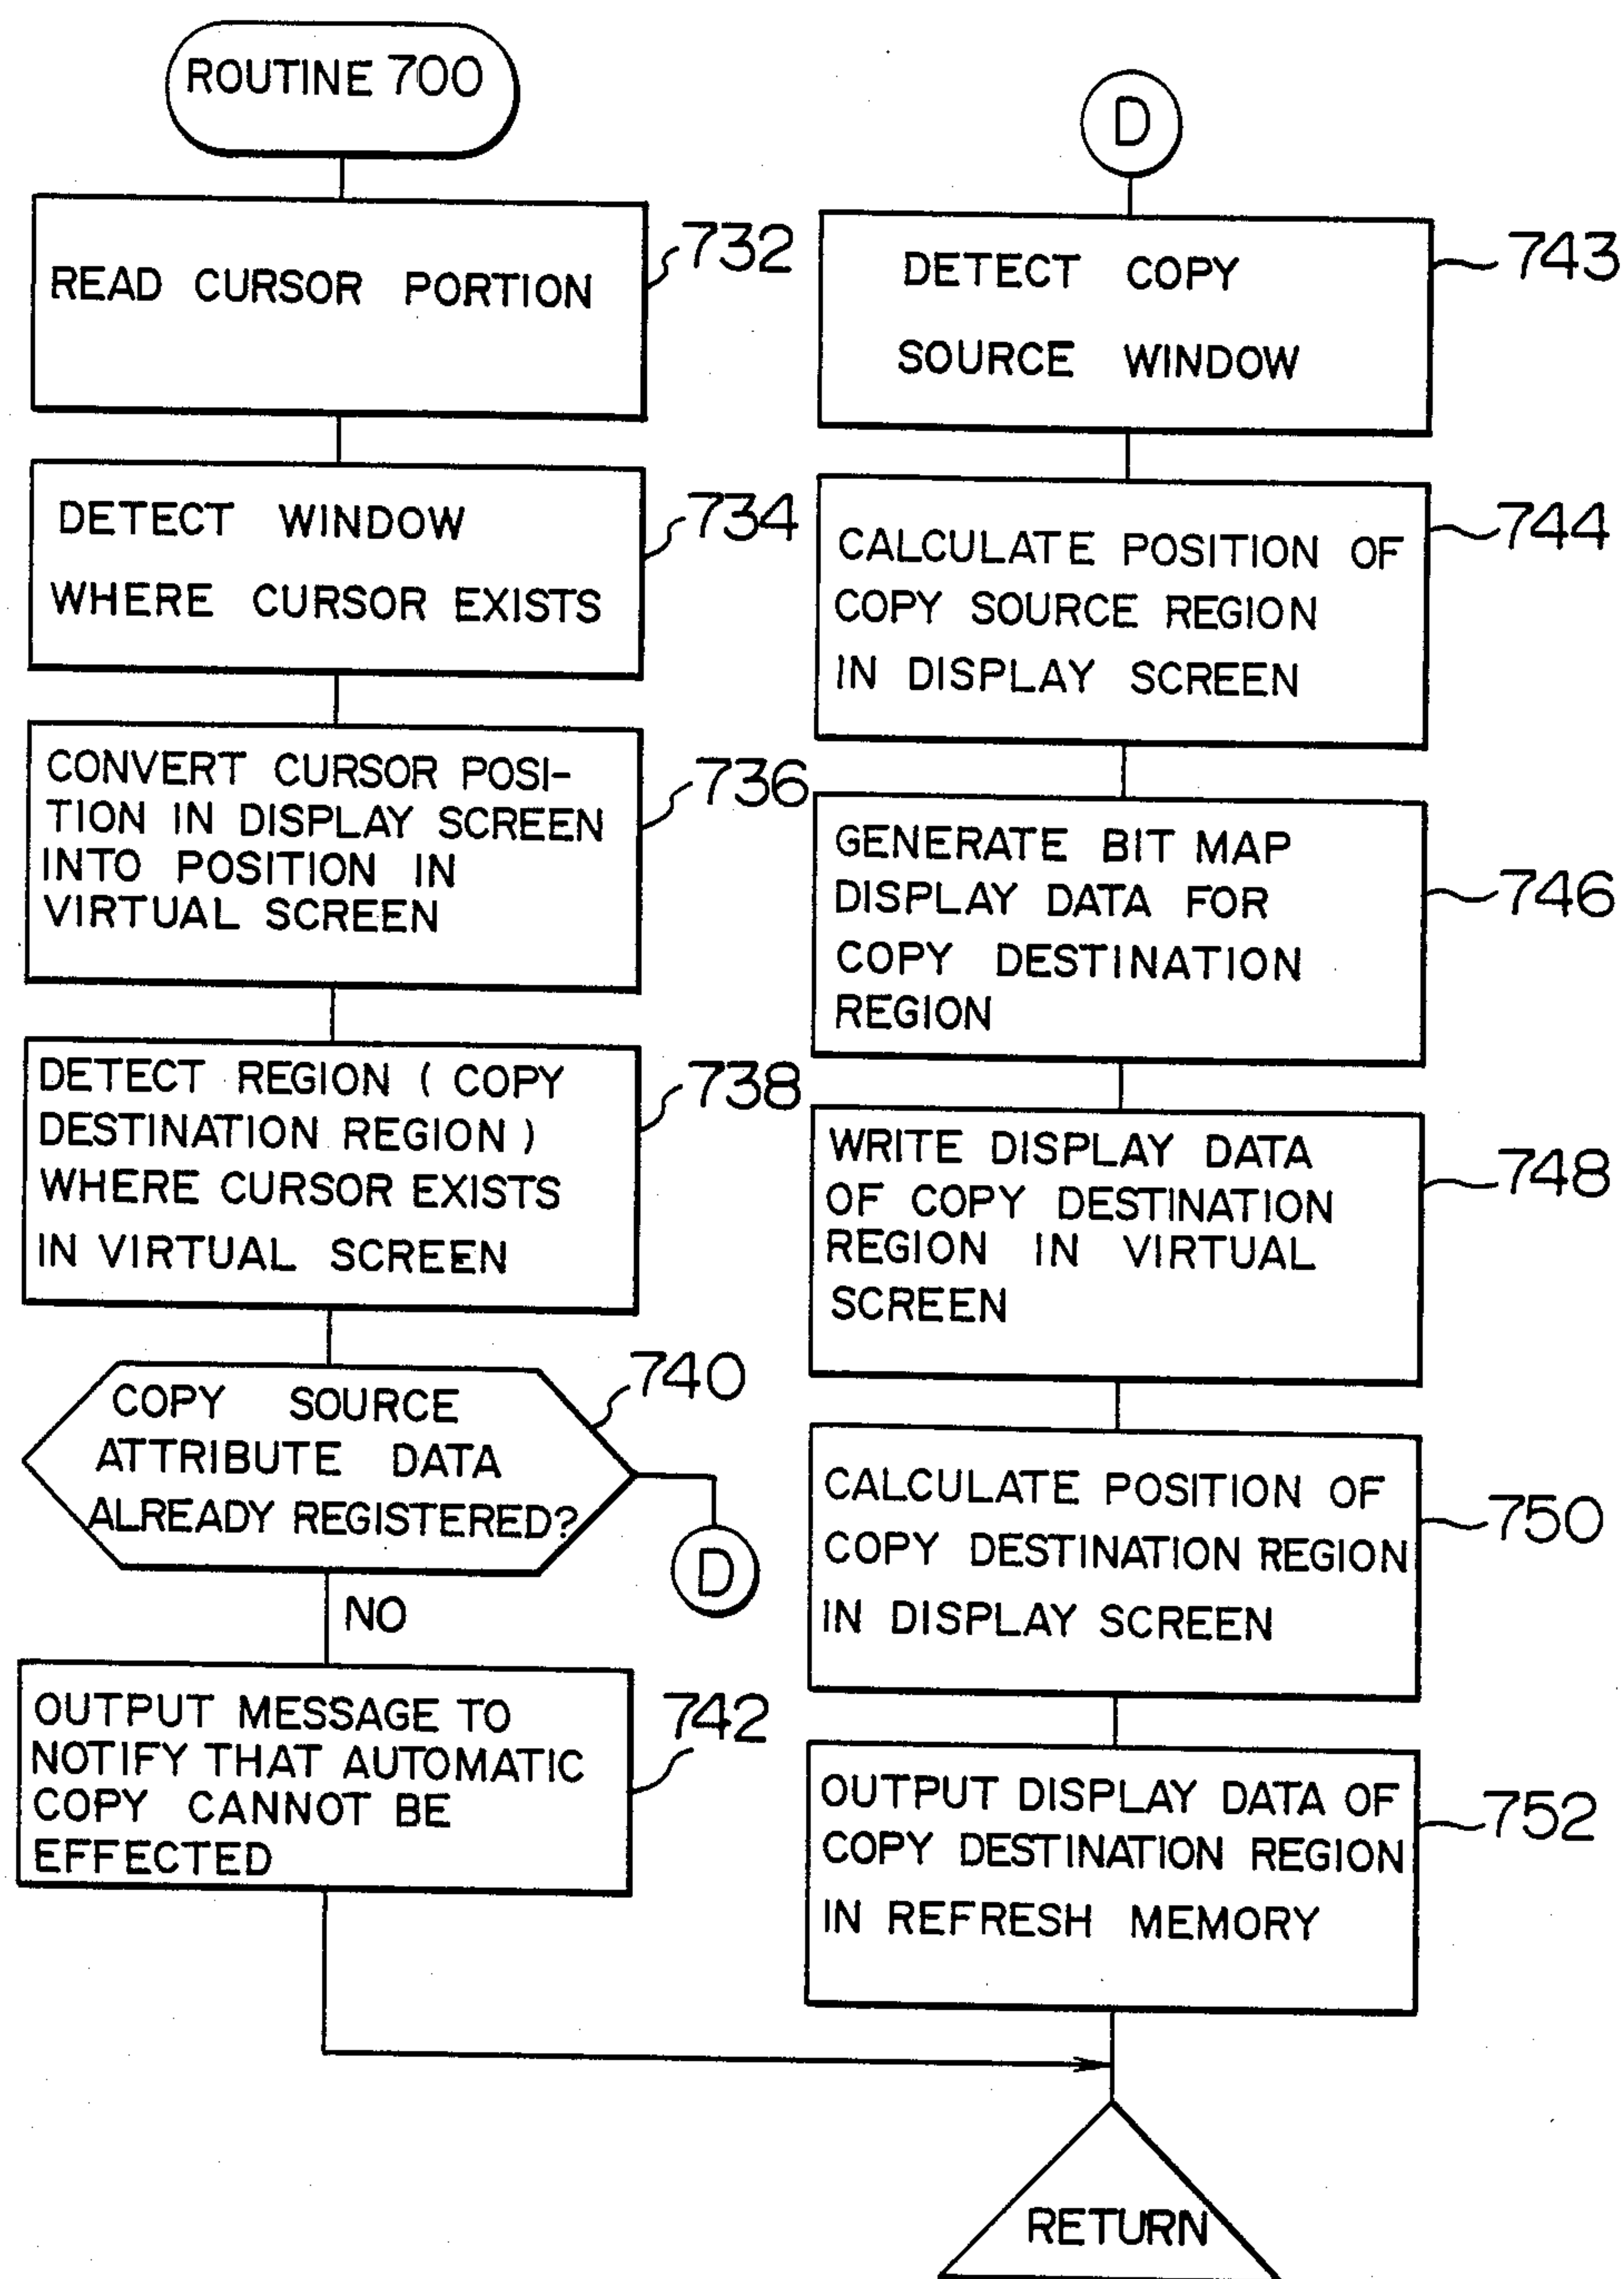 ROUTINE 700
READ CURSOR PORTION
732
DETECT WINDOW
WHERE CURSOR EXISTS
734
CONVERT CURSOR POSI-
TION IN DISPLAY SCREEN
INTO POSITION IN
VIRTUAL SCREEN
736
DETECT REGION ( COPY
DESTINATION REGION )
WHERE CURSOR EXISTS
IN VIRTUAL SCREEN
738
COPY SOURCE
ATTRIBUTE DATA
ALREADY REGISTERED?
740
D
NO
OUTPUT MESSAGE TO
NOTIFY THAT AUTOMATIC
COPY CANNOT BE
EFFECTED
742
D
DETECT COPY
SOURCE WINDOW
743
CALCULATE POSITION OF
COPY SOURCE REGION
IN DISPLAY SCREEN
744
GENERATE BIT MAP
DISPLAY DATA FOR
COPY DESTINATION
REGION
746
WRITE DISPLAY DATA
OF COPY DESTINATION
REGION IN VIRTUAL
SCREEN
748
CALCULATE POSITION OF
COPY DESTINATION REGION
IN DISPLAY SCREEN
750
OUTPUT DISPLAY DATA OF
COPY DESTINATION REGION
IN REFRESH MEMORY
752
RETURN